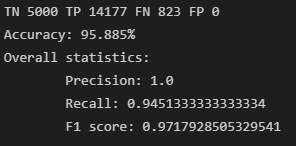 TN 5000 TP 14177 FN 823 FP 0
Accuracy: 95.885%
Overall statistics:
Precision: 1.0
Recall: 0.9451333333333334
F1 score: 0.9717928505329541